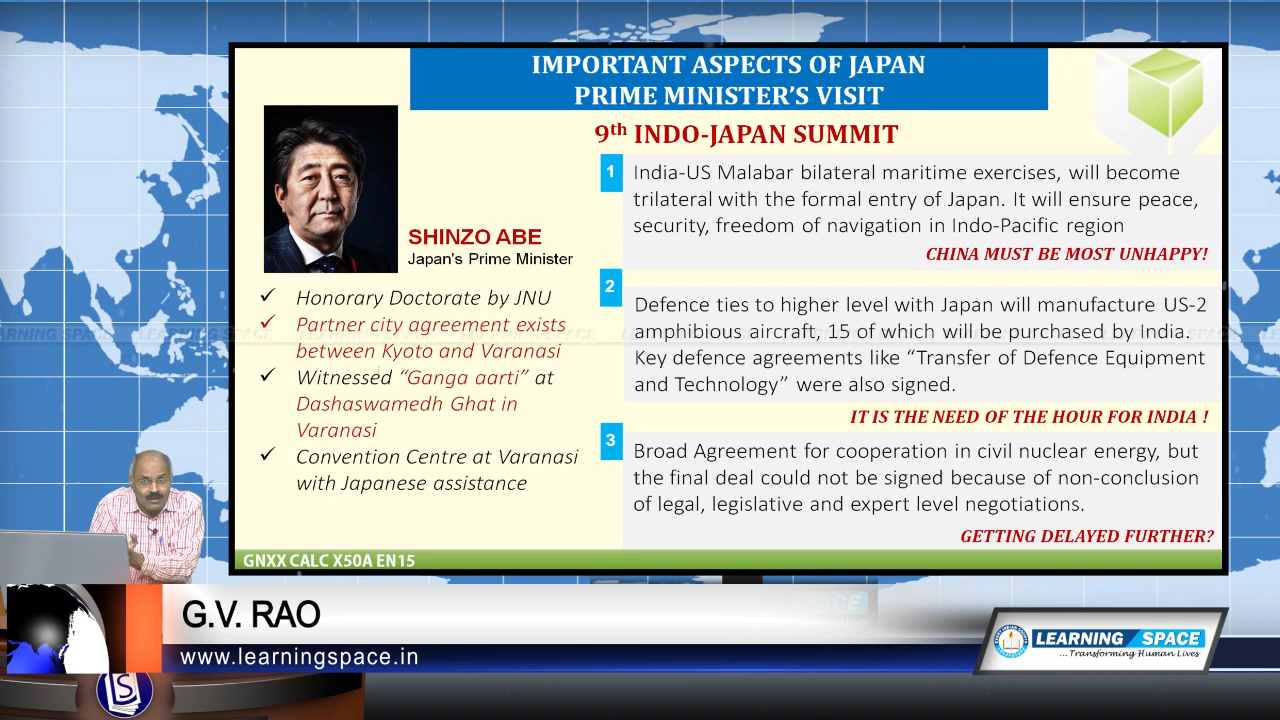 IMPORTANT ASPECTS OF JAPAN
PRIME MINISTER'S VISIT
9th INDO-JAPAN SUMMIT
SHINZO ABE
Japan's Prime Minister
✓ Honorary Doctorate by JNU
✓ Partner city agreement exists
between Kyoto and Varanasi
✓ Witnessed “Ganga aarti” at
Dashaswamedh Ghat in
Varanasi
✓ Convention Centre at Varanasi
with Japanese assistance
1
India-US Malabar bilateral maritime exercises, will become
trilateral with the formal entry of Japan. It will ensure peace,
security, freedom of navigation in Indo-Pacific region
CHINA MUST BE MOST UNHAPPY!
2
Defence ties to higher level with Japan will manufacture US-2
amphibious aircraft, 15 of which will be purchased by India.
Key defence agreements like “Transfer of Defence Equipment
and Technology” were also signed.
IT IS THE NEED OF THE HOUR FOR INDIA !
3
Broad Agreement for cooperation in civil nuclear energy, but
the final deal could not be signed because of non-conclusion
of legal, legislative and expert level negotiations.
GETTING DELAYED FURTHER?
GNXX CALC X50A EN15
G.V. RAO
www.learningspace.in
LEARNING SPACE
...Transforming Human Lives
LS